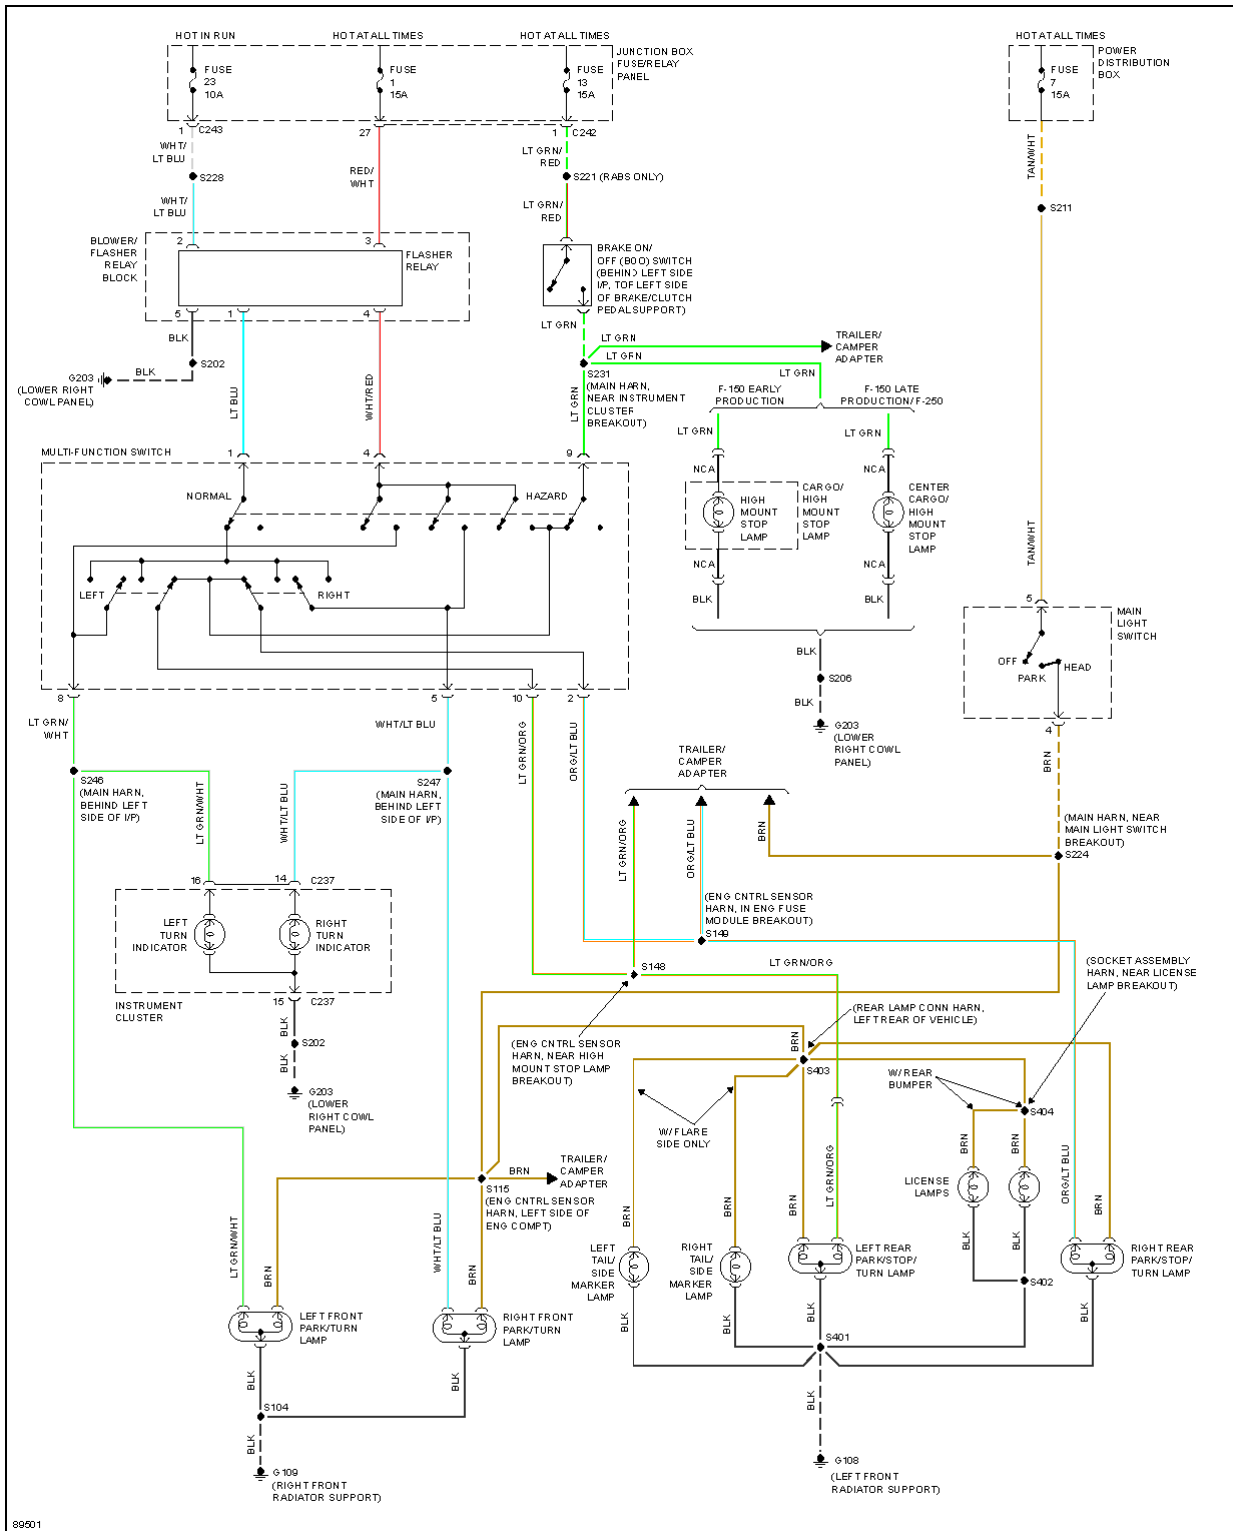 HOT IN RUN
HOT AT ALL TIMES
HOT AT ALL TIMES
HOT AT ALL TIMES
JUNCTION BOX
FUSE/RELAY
PANEL
POWER
DISTRIBUTION
BOX
FUSE
23
10A
FUSE
1
15A
FUSE
13
15A
FUSE
7
15A
1
C243
27
1
C242
WHT/
LT BLU
S228
WHT/
LT BLU
RED/
WHT
LT GRN/
RED
S221 (RABS ONLY)
LT GRN/
RED
TAN/WHT
S211
BLOWER/
FLASHER
RELAY
BLOCK
2
3
FLASHER
RELAY
5
1
4
BRAKE ON/
OFF (BOO) SWITCH
(BEHIND LEFT SIDE
I/P, TOP LEFT SIDE
OF BRAKE/CLUTCH
PEDAL SUPPORT)
BLK
S202
BLK
G203
(LOWER RIGHT
COWL PANEL)
LT BLU
WHT/RED
LT GRN
LT GRN
LT GRN
TRAILER/
CAMPER
ADAPTER
LT GRN
S231
(MAIN HARN,
NEAR INSTRUMENT
CLUSTER
BREAKOUT)
LT GRN
F-150 EARLY
PRODUCTION
F-150 LATE
PRODUCTION/F-250
LT GRN
LT GRN
NCA
NCA
HIGH
MOUNT
STOP
LAMP
CARGO/
HIGH
MOUNT
STOP
LAMP
CENTER
CARGO/
HIGH
MOUNT
STOP
LAMP
NCA
NCA
BLK
BLK
BLK
S206
BLK
G203
(LOWER
RIGHT COWL
PANEL)
MULTI-FUNCTION SWITCH
1
4
9
NORMAL
HAZARD
LEFT
RIGHT
8
5
10
2
TAN/WHT
5
MAIN
LIGHT
SWITCH
OFF
PARK
HEAD
4
BRN
LT GRN/
WHT
WHT/LT BLU
LT GRN/ORG
ORG/LT BLU
S246
(MAIN HARN,
BEHIND LEFT
SIDE OF I/P)
LT GRN/WHT
WHT/LT BLU
S247
(MAIN HARN,
BEHIND LEFT
SIDE OF I/P)
TRAILER/
CAMPER
ADAPTER
LT GRN/ORG
ORG/LT BLU
BRN
(MAIN HARN, NEAR
MAIN LIGHT SWITCH
BREAKOUT)
S224
16
14
C237
LEFT
TURN
INDICATOR
RIGHT
TURN
INDICATOR
INSTRUMENT
CLUSTER
15
C237
BLK
S202
BLK
G203
(LOWER
RIGHT COWL
PANEL)
(ENG CNTRL SENSOR
HARN, IN ENG FUSE
MODULE BREAKOUT)
S149
S148
LT GRN/ORG
(SOCKET ASSEMBLY
HARN, NEAR LICENSE
LAMP BREAKOUT)
(REAR LAMP CONN HARN,
LEFT REAR OF VEHICLE)
(ENG CNTRL SENSOR
HARN, NEAR HIGH
MOUNT STOP LAMP
BREAKOUT)
BRN
S403
W/REAR
BUMPER
S404
W/FLARE
SIDE ONLY
BRN
TRAILER/
CAMPER
ADAPTER
S115
(ENG CNTRL SENSOR
HARN, LEFT SIDE OF
ENG COMPT)
BRN
BRN
BRN
LT GRN/ORG
BRN
BRN
LICENSE
LAMPS
ORG/LT BLU
BRN
BLK
BLK
LT GRN/WHT
BRN
WHT/LT BLU
BRN
LEFT
TAIL/
SIDE
MARKER
LAMP
RIGHT
TAIL/
SIDE
MARKER
LAMP
LEFT REAR
PARK/STOP/
TURN LAMP
RIGHT REAR
PARK/STOP/
TURN LAMP
S402
LEFT FRONT
PARK/TURN
LAMP
RIGHT FRONT
PARK/TURN
LAMP
BLK
BLK
BLK
BLK
S401
BLK
BLK
S104
BLK
G109
(RIGHT FRONT
RADIATOR SUPPORT)
BLK
G108
(LEFT FRONT
RADIATOR SUPPORT)
89501